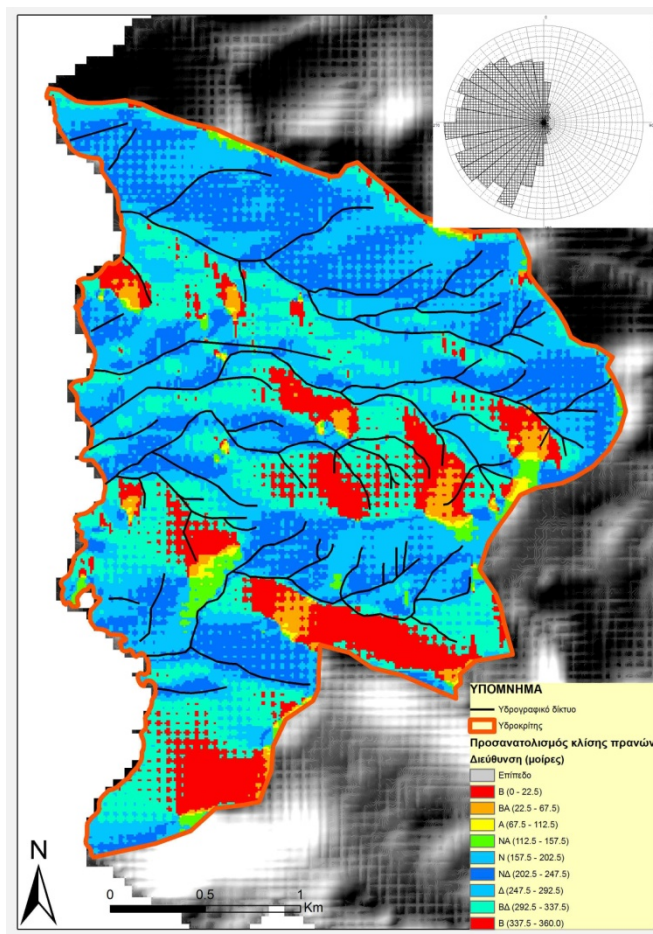 0
ΥΠΟΜΝΗΜΑ
Υδρογραφικό δίκτυο
Υδροκρίτης
Προσανατολισμός κλίσης πρανών
Διεύθυνση (μοίρες)
Επίπεδο
Β (0 - 22.5)
ΒΑ (22.5 - 67.5)
Α (67.5 - 112.5)
ΝΑ (112.5 - 157.5)
Ν (157.5 - 202.5)
ΝΔ (202.5 - 247.5)
Δ (247.5 - 292.5)
ΒΔ (292.5 - 337.5)
Β (337.5 - 360.0)
N
0 0.5 1
Km